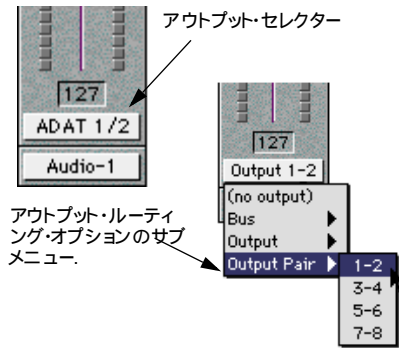 アウトプット・セレクター
127
ADAT 1/2
Audio-1
127
Output 1-2
(no output)
Bus
Output
Output Pair
1-2
3-4
5-6
7-8
アウトプット・ルーティ
ング・オプションのサブ
メニュー.